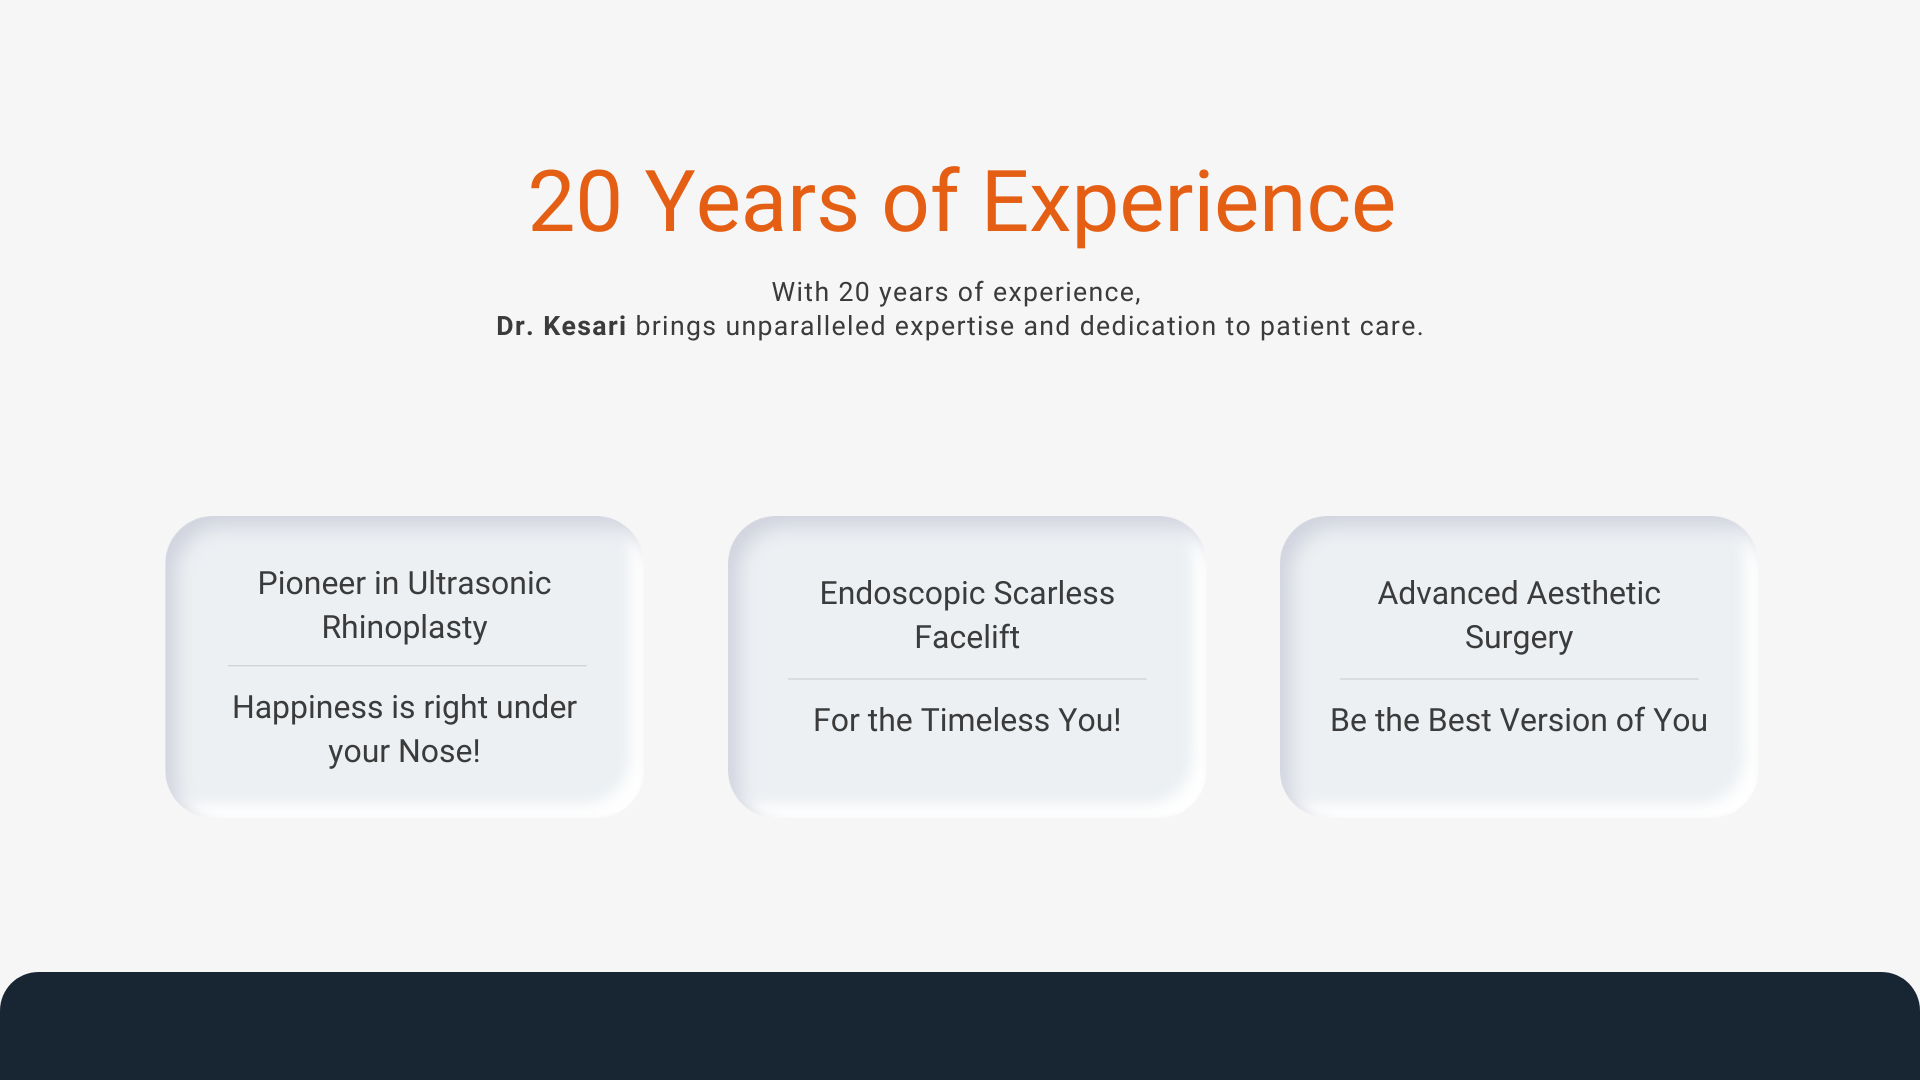 20 Years of Experience
With 20 years of experience,
Dr. Kesari brings unparalleled expertise and dedication to patient care.
Pioneer in Ultrasonic
Rhinoplasty
Happiness is right under
your Nose!
Endoscopic Scarless
Facelift
For the Timeless You!
Advanced Aesthetic
Surgery
Be the Best Version of You